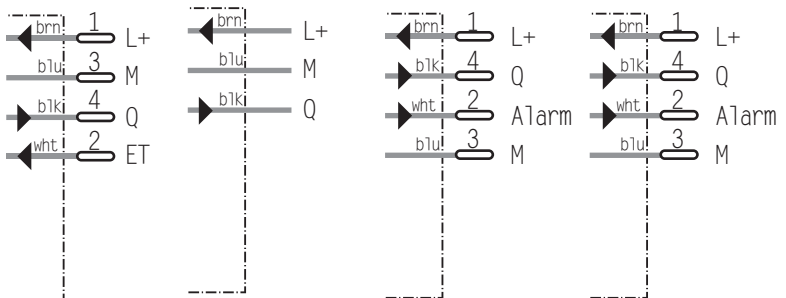 brn 1 L+
blu 3 M
blk 4 Q
wht 2 ET
brn L+
blu M
blk Q
brn 1 L+
blk 4 Q
wht 2 Alarm
blu 3 M
brn 1 L+
blk 4 Q
wht 2 Alarm
blu 3 M